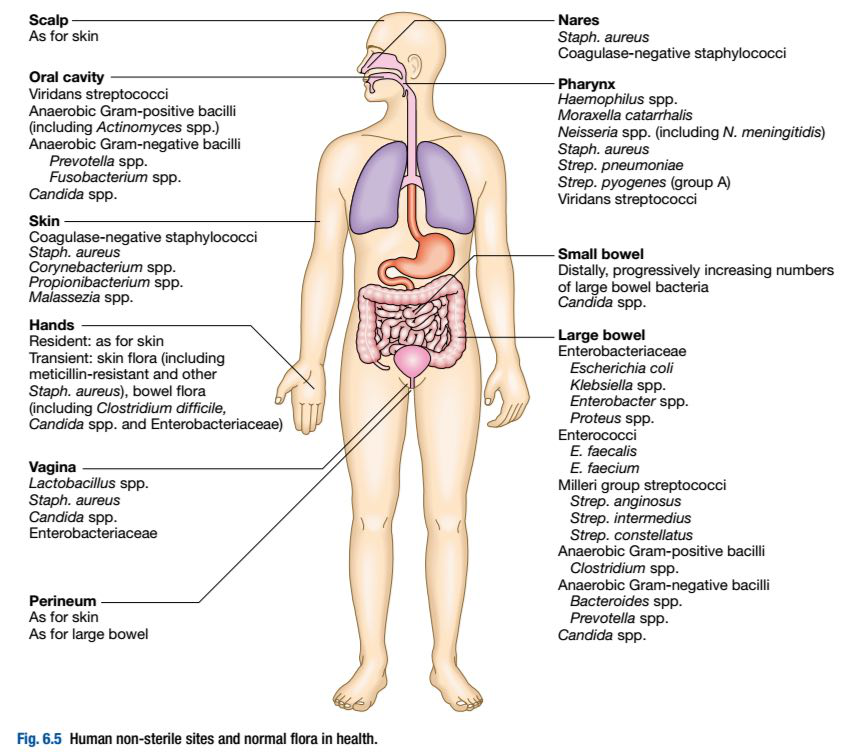 Scalp
As for skin
Oral cavity
Viridans streptococci
Anaerobic Gram-positive bacilli
(including Actinomyces spp.)
Anaerobic Gram-negative bacilli
Prevotella spp.
Fusobacterium spp.
Candida spp.
Skin
Coagulase-negative staphylococci
Staph. aureus
Corynebacterium spp.
Propionibacterium spp.
Malassezia spp.
Hands
Resident: as for skin
Transient: skin flora (including
meticillin-resistant and other
Staph. aureus), bowel flora
(including Clostridium difficile,
Candida spp. and Enterobacteriaceae)
Vagina
Lactobacillus spp.
Staph. aureus
Candida spp.
Enterobacteriaceae
Perineum
As for skin
As for large bowel
Nares
Staph. aureus
Coagulase-negative staphylococci
Pharynx
Haemophilus spp.
Moraxella catarrhalis
Neisseria spp. (including N. meningitidis)
Staph. aureus
Strep. pneumoniae
Strep. pyogenes (group A)
Viridans streptococci
Small bowel
Distally, progressively increasing numbers
of large bowel bacteria
Candida spp.
Large bowel
Enterobacteriaceae
Escherichia coli
Klebsiella spp.
Enterobacter spp.
Proteus spp.
Enterococci
E. faecalis
E. faecium
Milleri group streptococci
Strep. anginosus
Strep. intermedius
Strep. constellatus
Anaerobic Gram-positive bacilli
Clostridium spp.
Anaerobic Gram-negative bacilli
Bacteroides spp.
Prevotella spp.
Candida spp.
Fig. 6.5 Human non-sterile sites and normal flora in health.